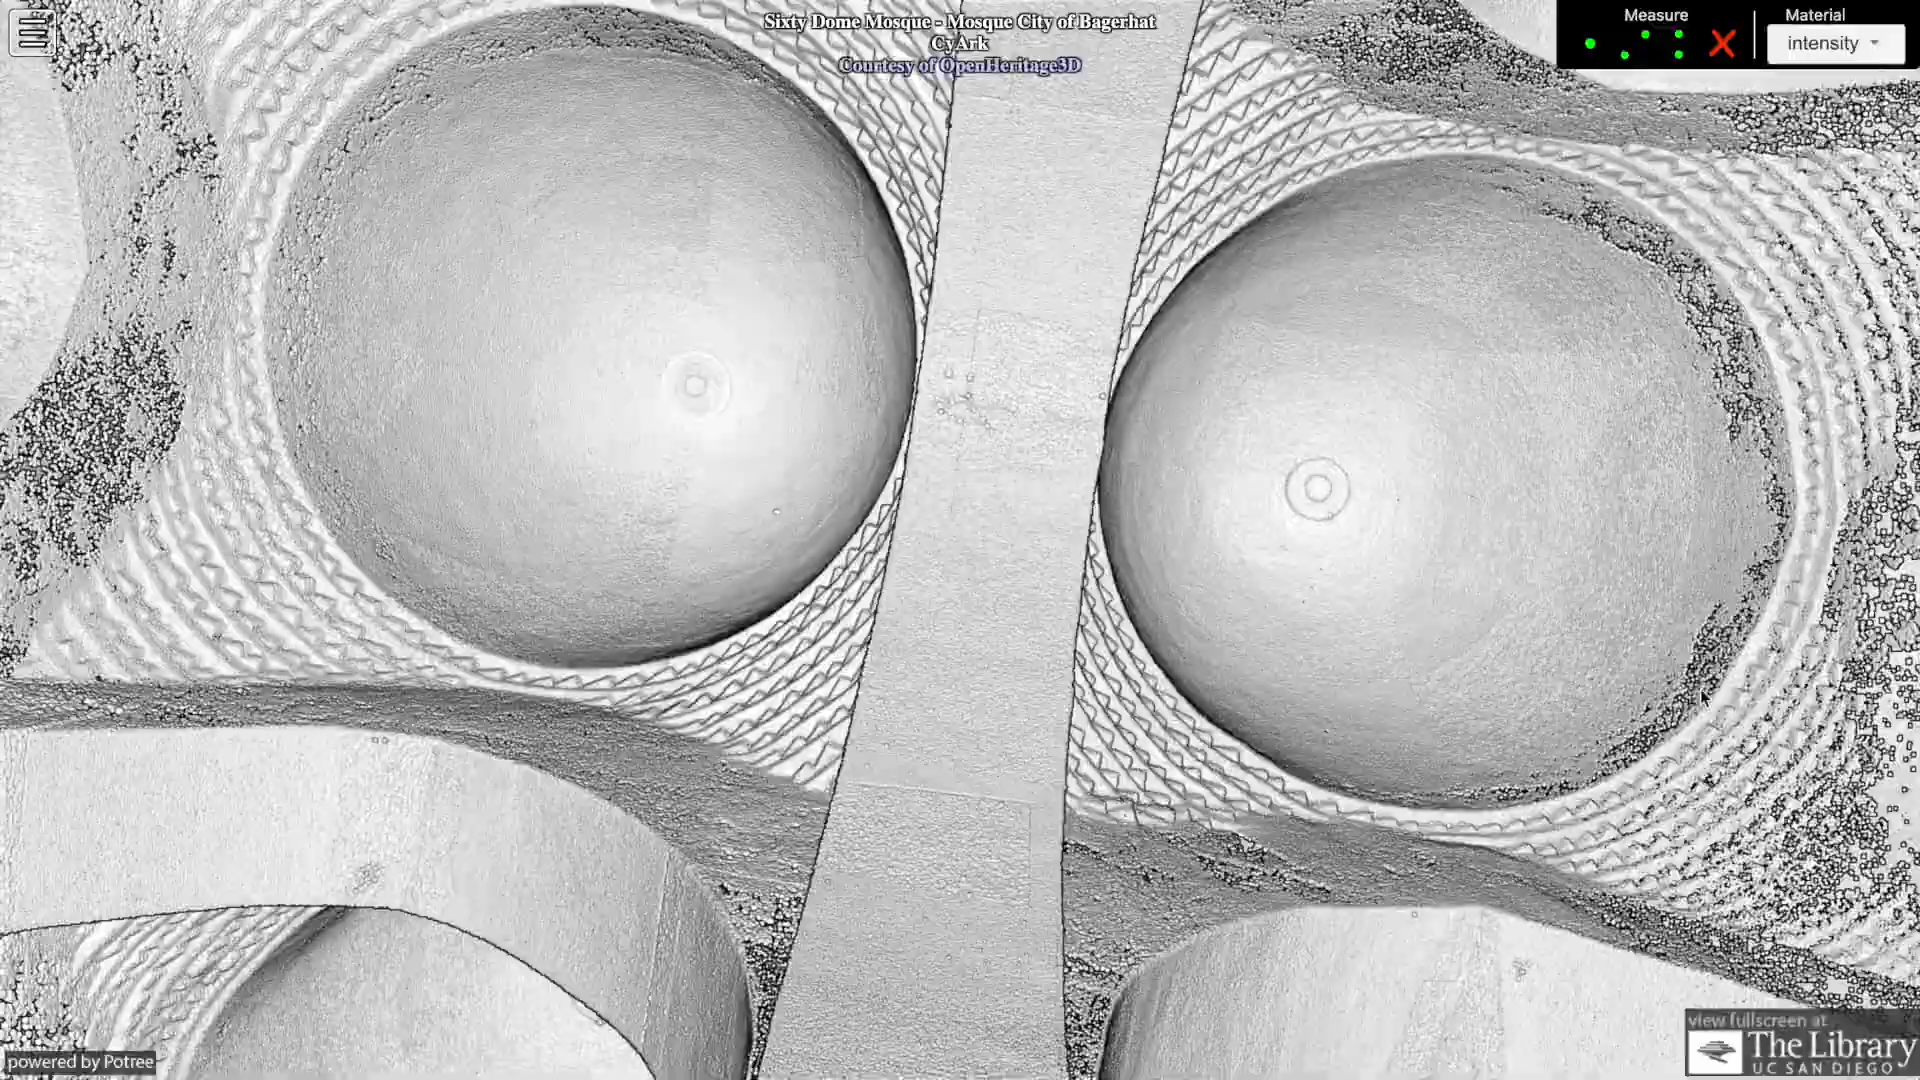 Sixty Dome Mosque - Mosque City of Bagerhat
CyArk
Courtesy of OpenHeritage3D
Measure
Material
intensity
view fullscreen at
The Library
UC SAN DIEGO
powered by Potree